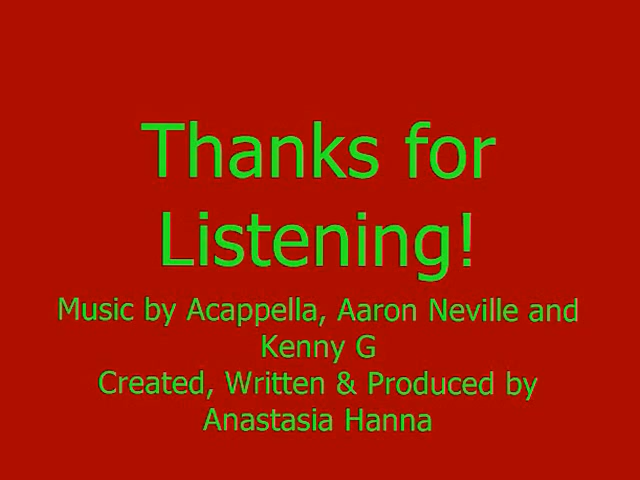 Thanks for
Listening!
Music by Acappella, Aaron Neville and
Kenny G
Created, Written & Produced by
Anastasia Hanna